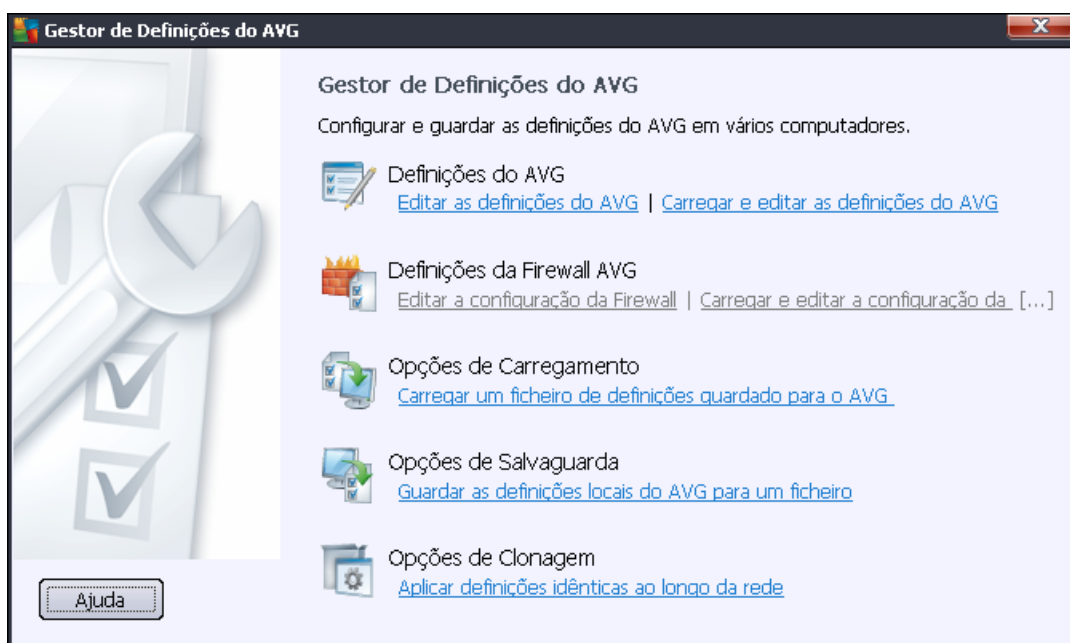 Gestor de Definições do AVG
Gestor de Definições do AVG
Configurar e guardar as definições do AVG em vários computadores.
Definições do AVG
Editar as definições do AVG | Carregar e editar as definições do AVG
Definições da Firewall AVG
Editar a configuração da Firewall | Carregar e editar a configuração da [...]
Opções de Carregamento
Carregar um ficheiro de definições guardado para o AVG
Opções de Salvaguarda
Guardar as definições locais do AVG para um ficheiro
Opções de Clonagem
Aplicar definições idênticas ao longo da rede
Ajuda